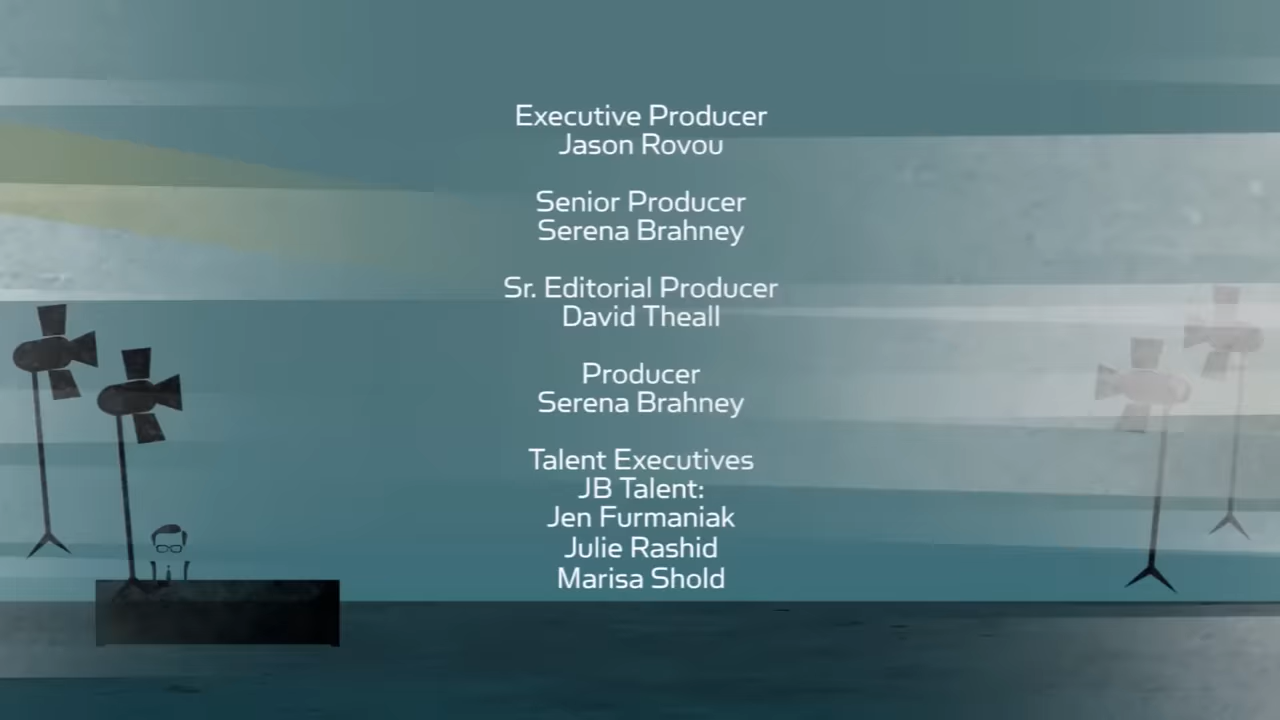 Executive Producer
Jason Rovou
Senior Producer
Serena Brahney
Sr. Editorial Producer
David Theall
Producer
Serena Brahney
Talent Executives
JB Talent:
Jen Furmaniak
Julie Rashid
Marisa Shold